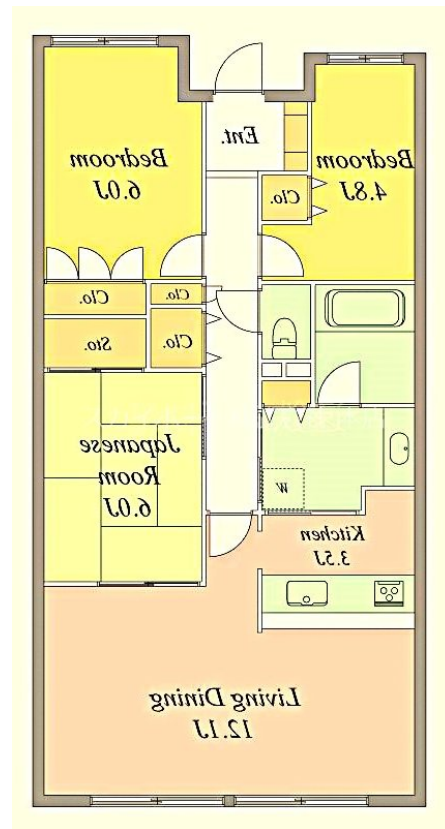 Ent.
Bedroom
6.0J
Bedroom
4.8J
Clo.
Clo.
Clo.
Sto.
Clo.
Japanese
Room
6.0J
W
Kitchen
3.5J
Living Dining
12.1J